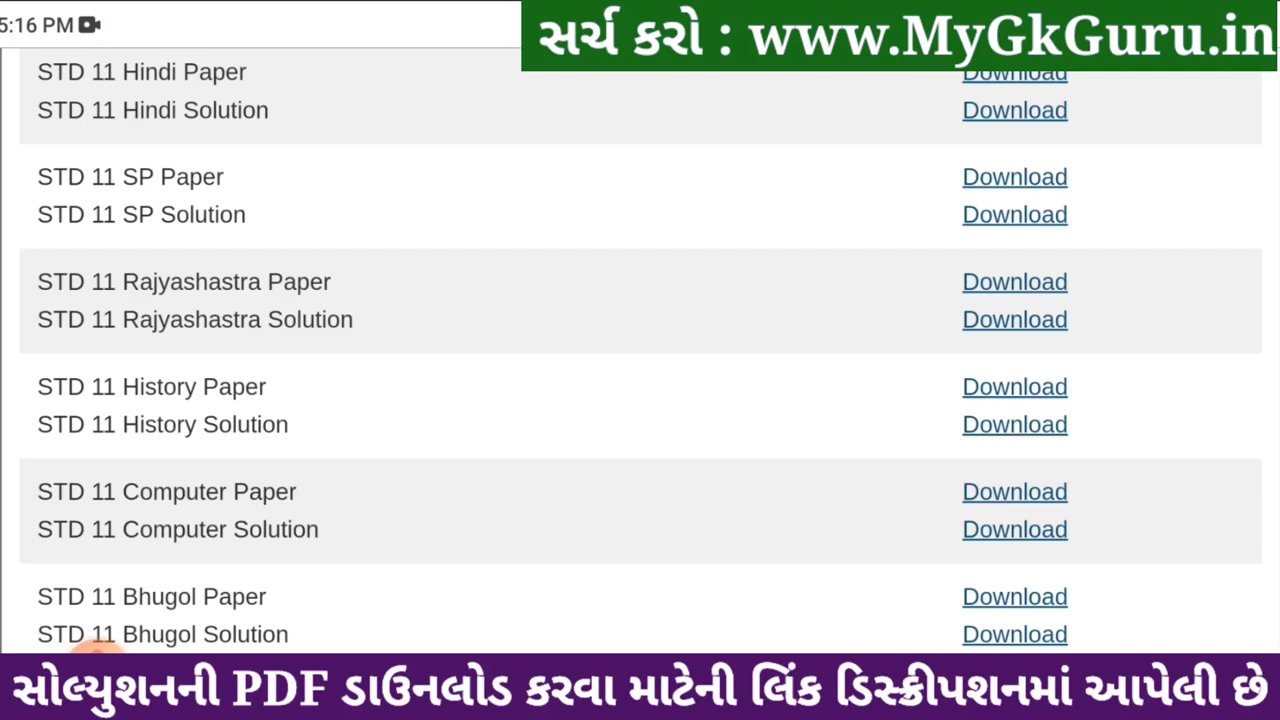 5:16 PM
સર્ચ કરો : www.MyGkGuru.in
STD 11 Hindi Paper Download
STD 11 Hindi Solution Download
STD 11 SP Paper Download
STD 11 SP Solution Download
STD 11 Rajyashastra Paper Download
STD 11 Rajyashastra Solution Download
STD 11 History Paper Download
STD 11 History Solution Download
STD 11 Computer Paper Download
STD 11 Computer Solution Download
STD 11 Bhugol Paper Download
STD 11 Bhugol Solution Download
સોલ્યુશનની PDF ડાઉનલોડ કરવા માટેની લિંક ડિસ્ક્રીપશનમાં આપેલી છે